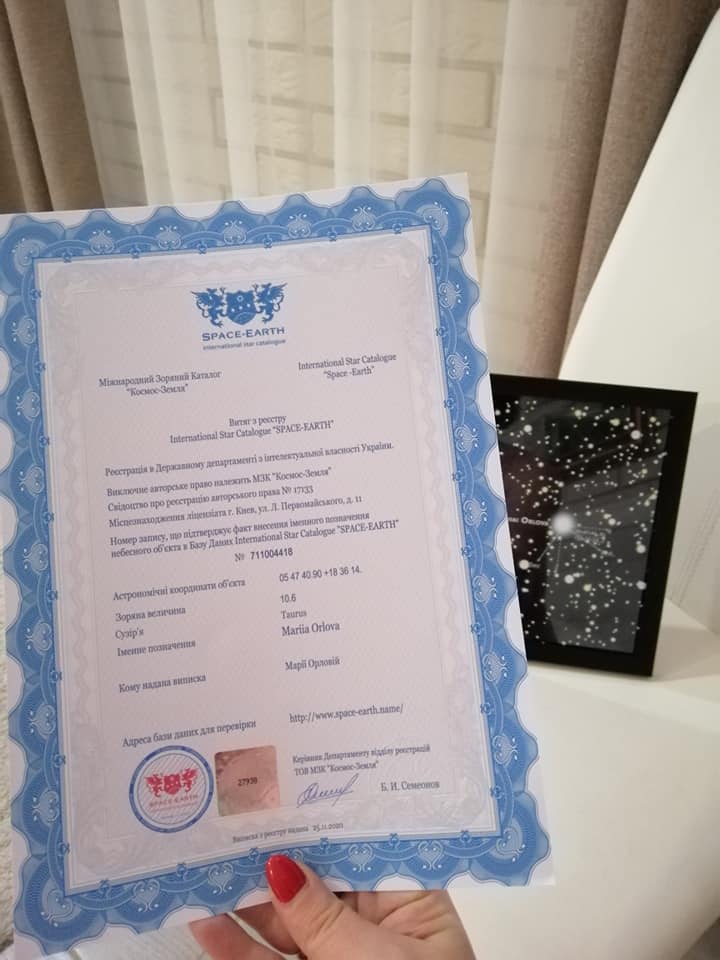 SPACE-EARTH
international star catalogue
Міжнародний Зоряний Каталог
"Космос-Земля"
International Star Catalogue
"Space -Earth"
Витяг з реєстру
International Star Catalogue "SPACE-EARTH"
Реєстрація в Державному департаменті з інтелектуальної власності України.
Виключне авторське право належить МЗК "Космос-Земля"
Свідоцтво про реєстрацію авторського права № 17133
Місцезнаходження ліцензіата г. Киев, ул. Л. Первомайського, д. 11
Номер запису, що підтверджує факт внесення іменного позначення
небесного об'єкта в Базу Даних International Star Catalogue "SPACE-EARTH"
№ 711004418
Астрономічні координати об'єкта 05 47 40.90 +18 36 14.
Зоряна величина 10.6
Сузір'я Taurus
Іменне позначення Mariia Orlova
Кому надана виписка Марії Орловій
Адреса бази даних для перевірки http://www.space-earth.name/
SPACE-EARTH
27938
Керівник Департаменту відділу реєстрацій
ТОВ МЗК "Космос-Земля"
Б. И. Семеонов
Виписка з реєстру надана 25.11.2020
Orlova